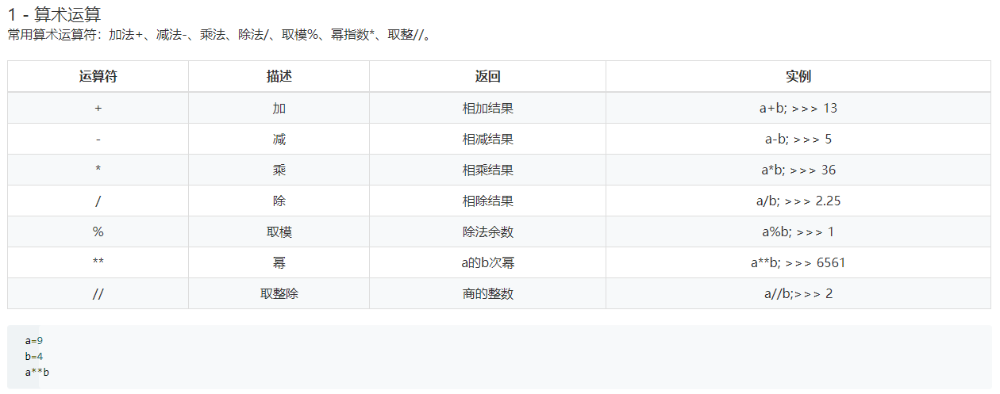 1 - 算术运算
常用算术运算符：加法+、减法-、乘法、除法/、取模%、幂指数*、取整//。
运算符 描述 返回 实例
+ 加 相加结果 a+b; >>> 13
- 减 相减结果 a-b; >>> 5
* 乘 相乘结果 a*b; >>> 36
/ 除 相除结果 a/b; >>> 2.25
% 取模 除法余数 a%b; >>> 1
** 幂 a的b次幂 a**b; >>> 6561
// 取整除 商的整数 a//b;>>> 2
a=9
b=4
a**b